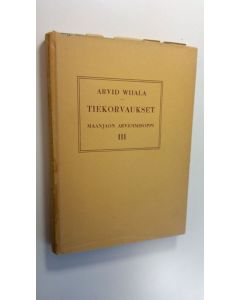 ARVID WIIALA
TIEKORVAUKSET
MAANJAON ARVIOIMISOPPI
III